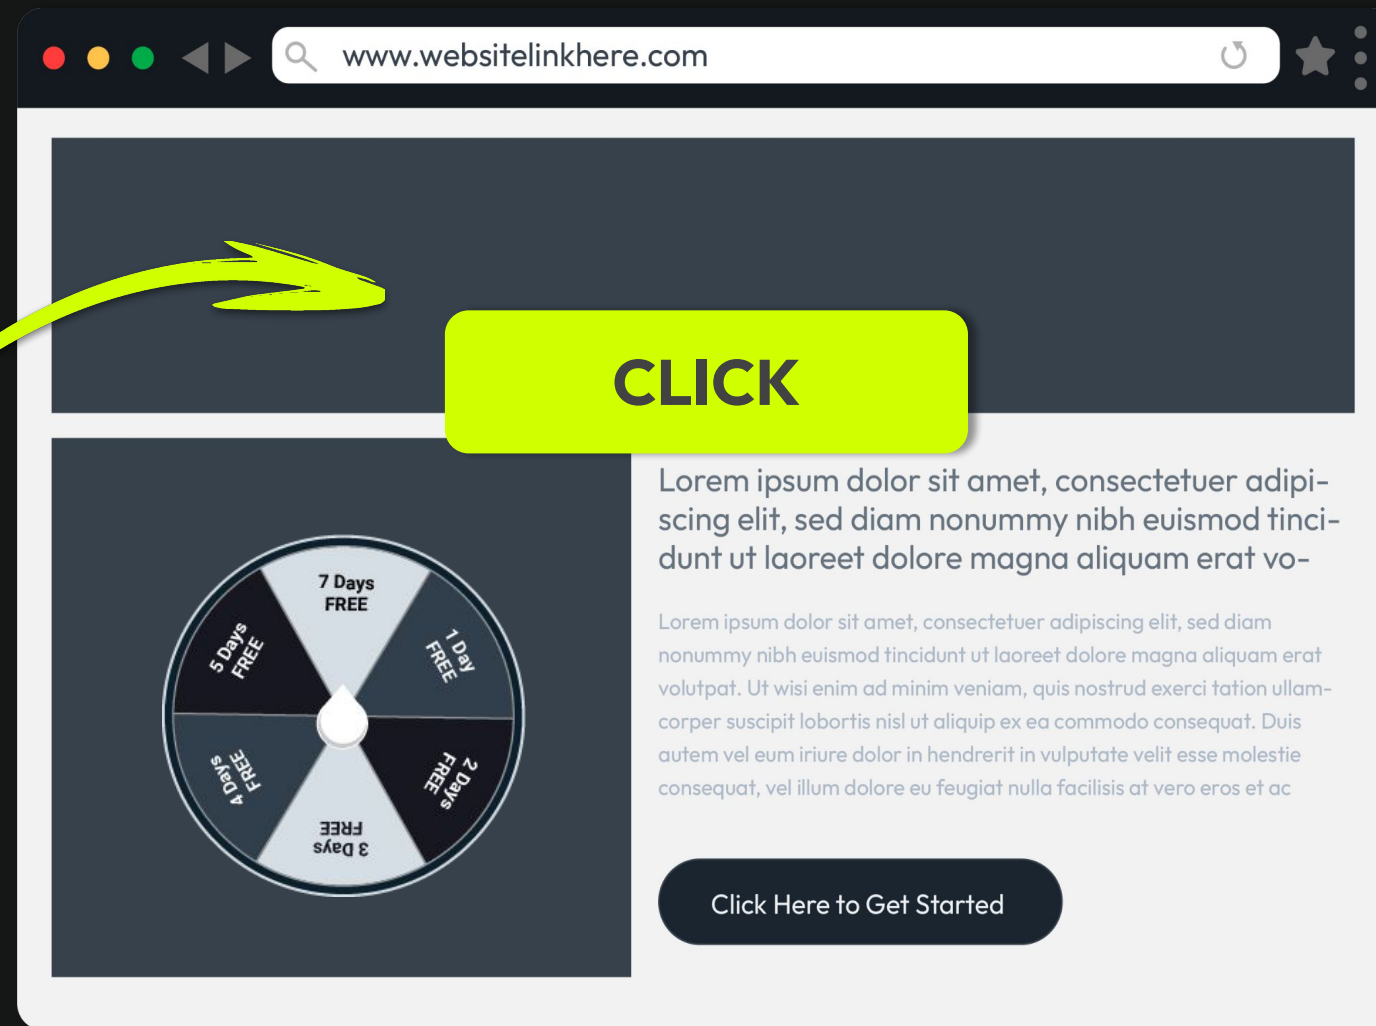 www.websitelinkhere.com
CLICK
7 Days
FREE
1 Day
FREE
2 Days
FREE
3 Days
FREE
4 Days
FREE
5 Days
FREE
Lorem ipsum dolor sit amet, consectetuer adipi-
scing elit, sed diam nonummy nibh euismod tinci-
dunt ut laoreet dolore magna aliquam erat vo-
Lorem ipsum dolor sit amet, consectetuer adipiscing elit, sed diam
nonummy nibh euismod tincidunt ut laoreet dolore magna aliquam erat
volutpat. Ut wisi enim ad minim veniam, quis nostrud exerci tation ullam-
corper suscipit lobortis nisl ut aliquip ex ea commodo consequat. Duis
autem vel eum iriure dolor in hendrerit in vulputate velit esse molestie
consequat, vel illum dolore eu feugiat nulla facilisis at vero eros et ac
Click Here to Get Started